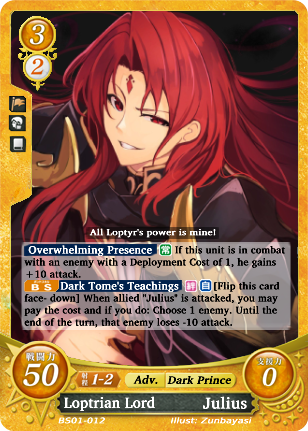 3
2
All Loptyr's power is mine!
Overwhelming Presence 常 If this unit is in combat
with an enemy with a Deployment Cost of 1, he gains
+10 attack.
B S Dark Tome's Teachings 絆 自 [Flip this card
face- down] When allied "Julius" is attacked, you may
pay the cost and if you do: Choose 1 enemy. Until the
end of the turn, that enemy loses -10 attack.
戦闘力 50
射程 1-2
Adv. Dark Prince
支援力 0
Loptrian Lord Julius
BS01-012 Illust: Zunbayasi